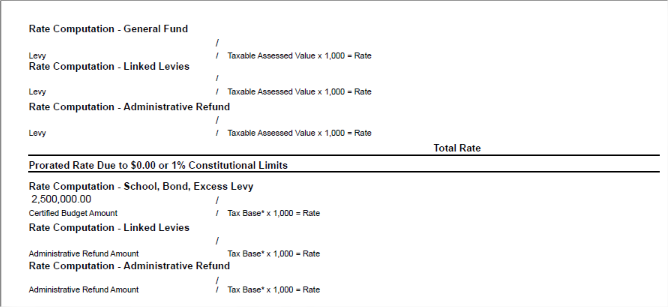 Rate Computation - General Fund
/
Levy / Taxable Assessed Value x 1,000 = Rate
Rate Computation - Linked Levies
/
Levy / Taxable Assessed Value x 1,000 = Rate
Rate Computation - Administrative Refund
/
Levy / Taxable Assessed Value x 1,000 = Rate
Total Rate
Prorated Rate Due to $0.00 or 1% Constitutional Limits
Rate Computation - School, Bond, Excess Levy
2,500,000.00 /
Certified Budget Amount / Tax Base* x 1,000 = Rate
Rate Computation - Linked Levies
/
Administrative Refund Amount Tax Base* x 1,000 = Rate
Rate Computation - Administrative Refund
/
Administrative Refund Amount / Tax Base* x 1,000 = Rate